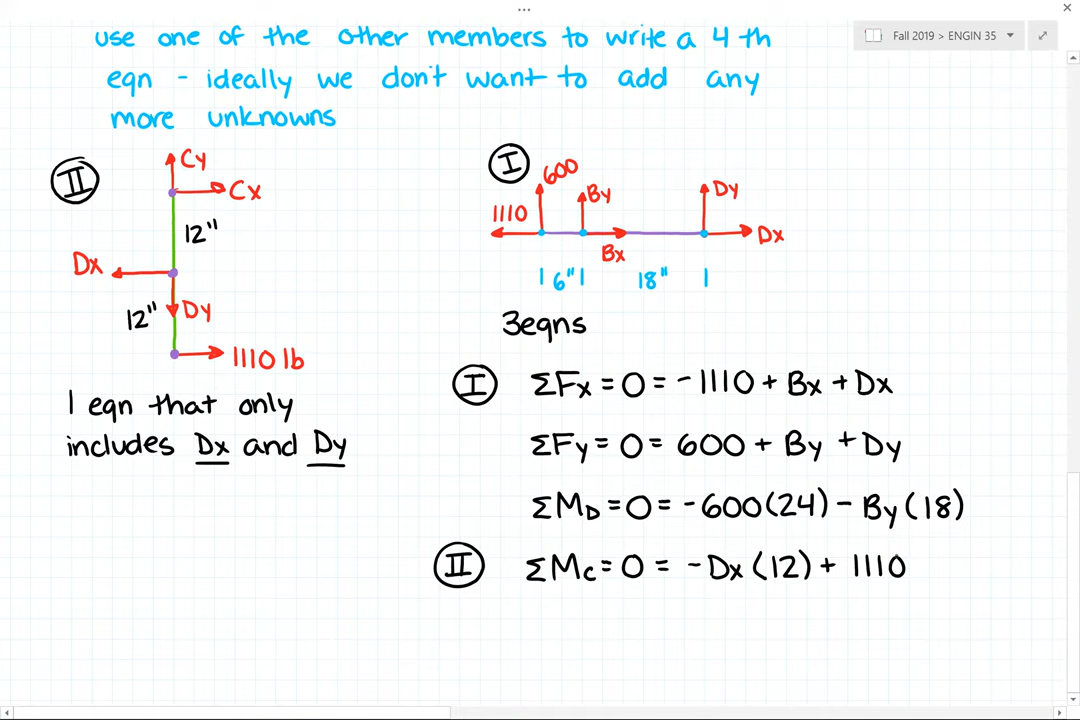 use one of the other members to write a 4 th
eqn - ideally we don't want to add any
more unknowns
Fall 2019 > ENGIN 35
II
Cy
Cx
12"
Dx
12"
Dy
1110 lb
1 eqn that only
includes Dx and Dy
I
600
1110
By
Dy
Bx
Dx
6"
18"
3eqns
I ΣFx = 0 = -1110 + Bx + Dx
ΣFy = 0 = 600 + By + Dy
ΣMD = 0 = -600(24) - By(18)
II ΣMc = 0 = -Dx(12) + 1110